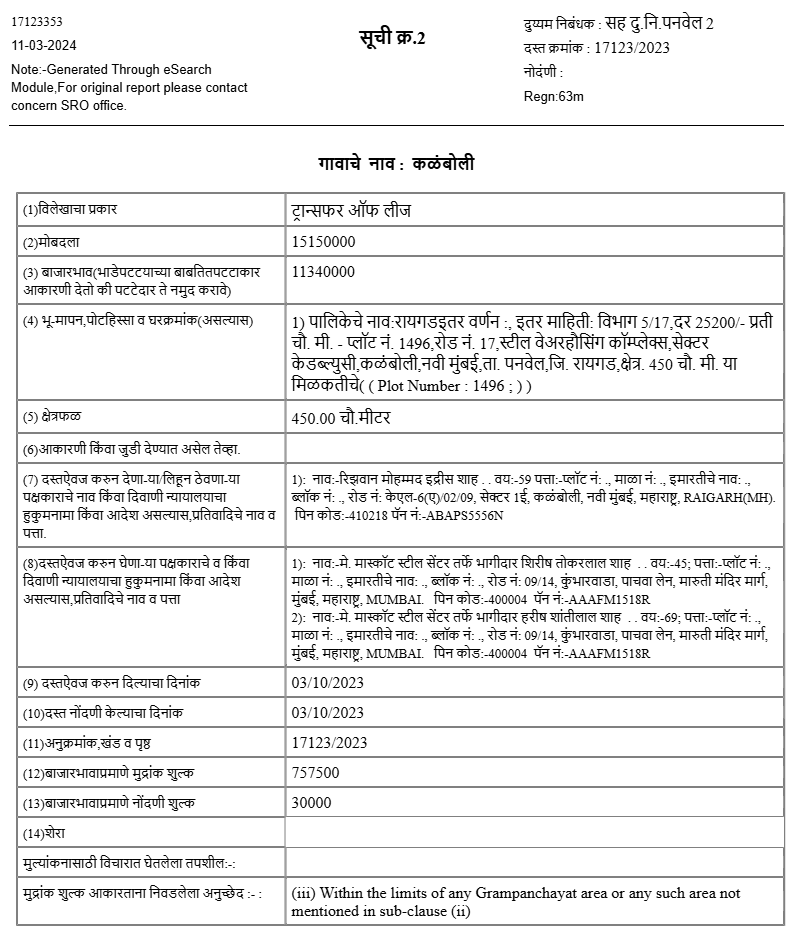 17123353
11-03-2024
Note:-Generated Through eSearch
Module,For original report please contact
concern SRO office.
सूची क्र.2
दुय्यम निबंधक : सह दु.नि.पनवेल 2
दस्त क्रमांक : 17123/2023
नोदंणी :
Regn:63m
गावाचे नाव : कळंबोली
(1)विलेखाचा प्रकार
ट्रान्सफर ऑफ लीज
(2)मोबदला
15150000
(3) बाजारभाव(भाडेपटटयाच्या बाबतितपटटाकार
आकारणी देतो की पटटेदार ते नमुद करावे)
11340000
(4) भू-मापन,पोटहिस्सा व घरक्रमांक(असल्यास)
1) पालिकेचे नाव:रायगडइतर वर्णन :, इतर माहिती: विभाग 5/17,दर 25200/- प्रती
चौ. मी. - प्लॉट नं. 1496,रोड नं. 17,स्टील वेअरहौसिंग कॉम्प्लेक्स,सेक्टर
केडब्ल्युसी,कळंबोली,नवी मुंबई,ता. पनवेल,जि. रायगड,क्षेत्र. 450 चौ. मी. या
मिळकतीचे( ( Plot Number : 1496 ; ) )
(5) क्षेत्रफळ
450.00 चौ.मीटर
(6)आकारणी किंवा जुडी देण्यात असेल तेव्हा.
(7) दस्तऐवज करुन देणा-या/लिहून ठेवणा-या
पक्षकाराचे नाव किंवा दिवाणी न्यायालयाचा
हुकुमनामा किंवा आदेश असल्यास,प्रतिवादिचे नाव व
पत्ता.
1): नाव:-रिझवान मोहम्मद इद्रीस शाह . . वय:-59 पत्ता:-प्लॉट नं: ., माळा नं: ., इमारतीचे नाव: .,
ब्लॉक नं: ., रोड नं: केएल-6(ए)/02/09, सेक्टर 1ई, कळंबोली, नवी मुंबई, महाराष्ट्र, RAIGARH(MH).
पिन कोड:-410218 पॅन नं:-ABAPS5556N
(8)दस्तऐवज करुन घेणा-या पक्षकाराचे व किंवा
दिवाणी न्यायालयाचा हुकुमनामा किंवा आदेश
असल्यास,प्रतिवादिचे नाव व पत्ता
1): नाव:-मे. मास्कॉट स्टील सेंटर तर्फे भागीदार शिरीष तोकरलाल शाह . . वय:-45; पत्ता:-प्लॉट नं: .,
माळा नं: ., इमारतीचे नाव: ., ब्लॉक नं: ., रोड नं: 09/14, कुंभारवाडा, पाचवा लेन, मारुती मंदिर मार्ग,
मुंबई, महाराष्ट्र, MUMBAI. पिन कोड:-400004 पॅन नं:-AAAFM1518R
2): नाव:-मे. मास्कॉट स्टील सेंटर तर्फे भागीदार हरीष शांतीलाल शाह . . वय:-69; पत्ता:-प्लॉट नं: .,
माळा नं: ., इमारतीचे नाव: ., ब्लॉक नं: ., रोड नं: 09/14, कुंभारवाडा, पाचवा लेन, मारुती मंदिर मार्ग,
मुंबई, महाराष्ट्र, MUMBAI. पिन कोड:-400004 पॅन नं:-AAAFM1518R
(9) दस्तऐवज करुन दिल्याचा दिनांक
03/10/2023
(10)दस्त नोंदणी केल्याचा दिनांक
03/10/2023
(11)अनुक्रमांक,खंड व पृष्ठ
17123/2023
(12)बाजारभावाप्रमाणे मुद्रांक शुल्क
757500
(13)बाजारभावाप्रमाणे नोंदणी शुल्क
30000
(14)शेरा
मुल्यांकनासाठी विचारात घेतलेला तपशील:-:
मुद्रांक शुल्क आकारताना निवडलेला अनुच्छेद :- :
(iii) Within the limits of any Grampanchayat area or any such area not
mentioned in sub-clause (ii)